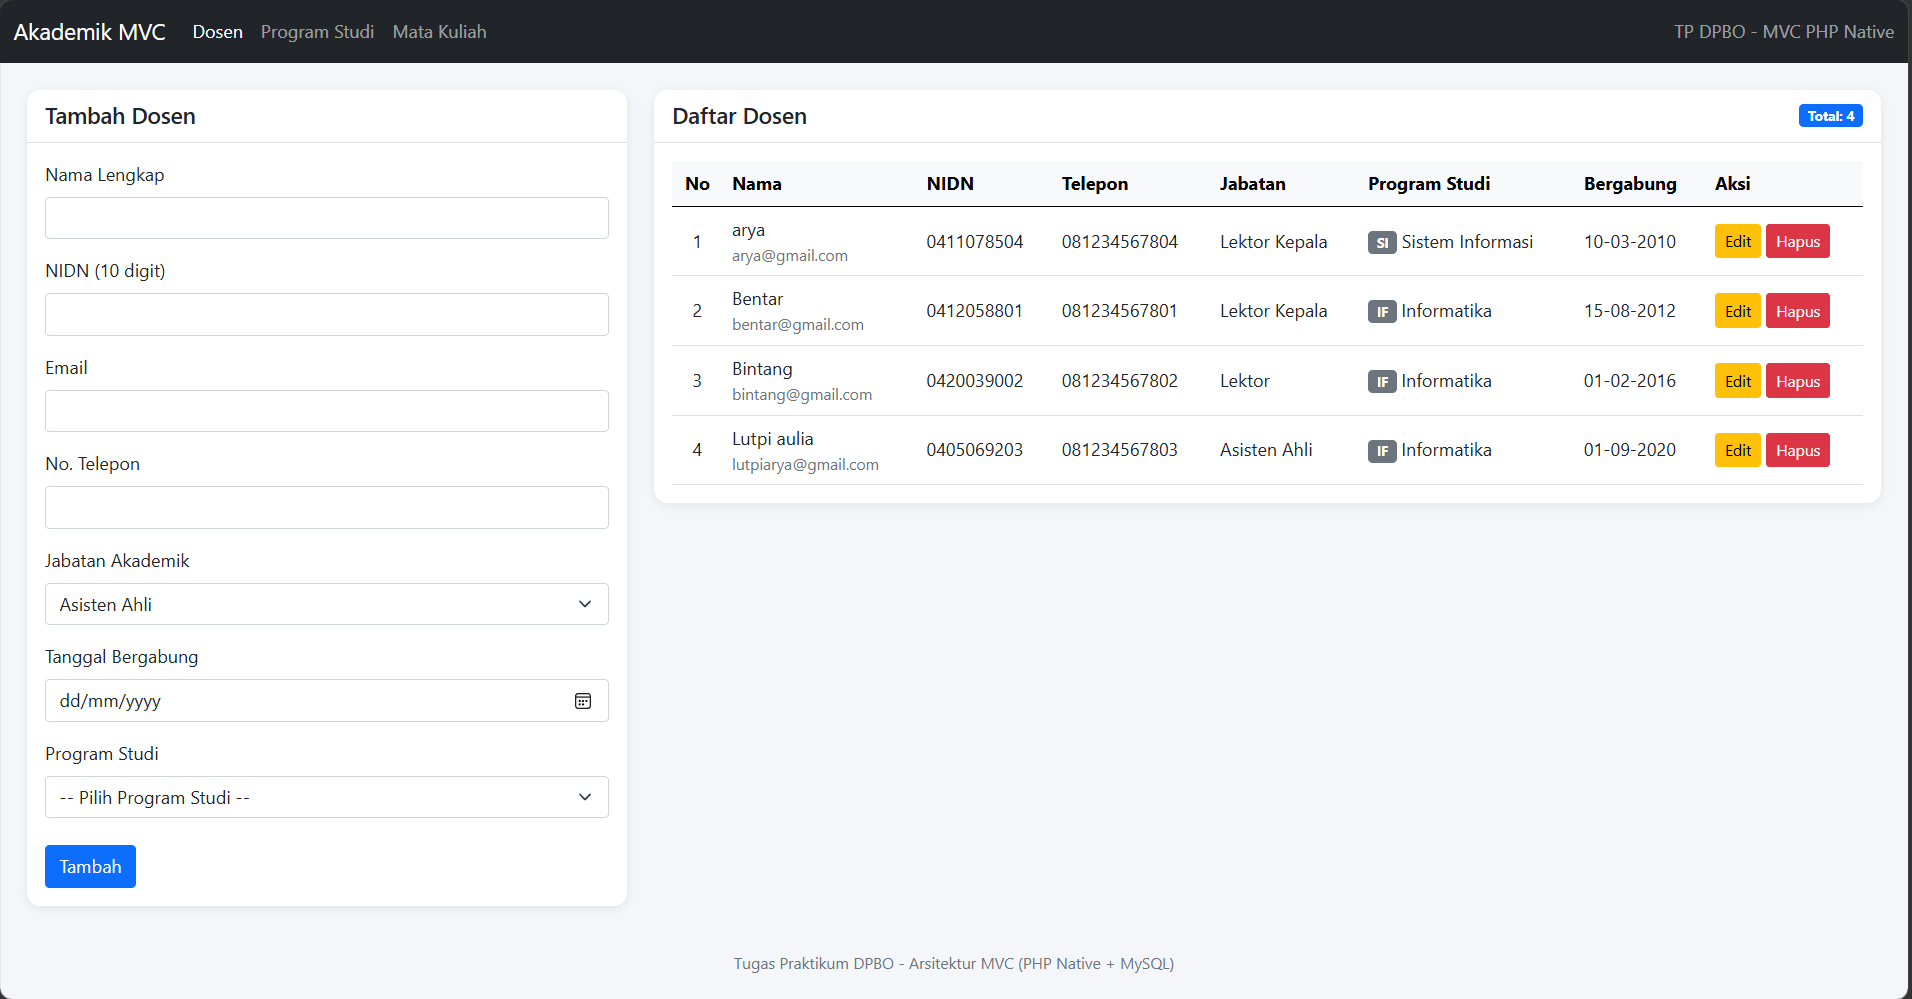 Akademik MVC Dosen Program Studi Mata Kuliah TP DPBO - MVC PHP Native
Tambah Dosen
Nama Lengkap
NIDN (10 digit)
Email
No. Telepon
Jabatan Akademik
Asisten Ahli
Tanggal Bergabung
dd/mm/yyyy
Program Studi
-- Pilih Program Studi --
Tambah
Daftar Dosen Total: 4
No Nama NIDN Telepon Jabatan Program Studi Bergabung Aksi
1 arya 0411078504 081234567804 Lektor Kepala SI Sistem Informasi 10-03-2010 Edit Hapus
arya@gmail.com
2 Bentar 0412058801 081234567801 Lektor Kepala IF Informatika 15-08-2012 Edit Hapus
bentar@gmail.com
3 Bintang 0420039002 081234567802 Lektor IF Informatika 01-02-2016 Edit Hapus
bintang@gmail.com
4 Lutpi aulia 0405069203 081234567803 Asisten Ahli IF Informatika 01-09-2020 Edit Hapus
lutpiarya@gmail.com
Tugas Praktikum DPBO - Arsitektur MVC (PHP Native + MySQL)